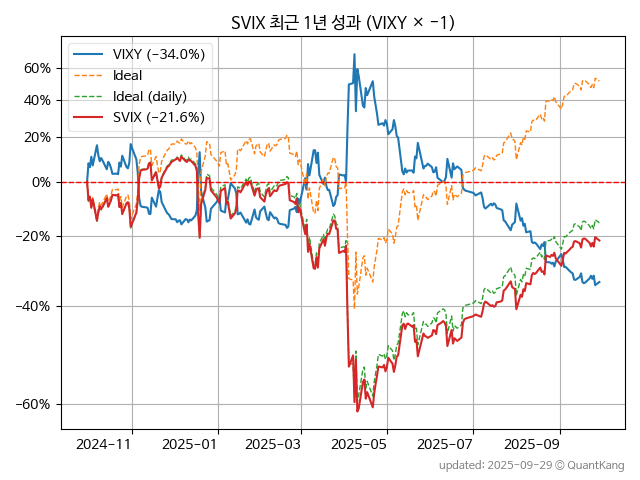 SVIX 최근 1년 성과 (VIXY × −1)
VIXY (−34.0%)
Ideal
Ideal (daily)
SVIX (−21.6%)
60%
40%
20%
0%
−20%
−40%
−60%
2024-11
2025-01
2025-03
2025-05
2025-07
2025-09
updated: 2025-09-29 © QuantKang